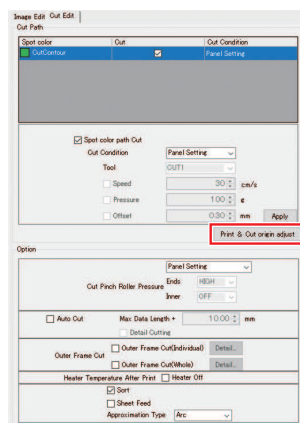 Image Edit Cut Edit
Cut Path
Spot color Cut Cut Condition
CutContour Panel Setting
Spot color path Cut
Cut Condition Panel Setting
Tool CUT1
Speed 30 cm/s
Pressure 100 g
Offset 0.30 mm Apply
Print & Cut origin adjust
Option
Panel Setting
Cut Pinch Roller Pressure Ends HIGH
Inner OFF
Auto Cut Max Data Length + 10.00 mm
Detail Cutting
Outer Frame Cut Outer Frame Cut(Individual) Detail...
Outer Frame Cut(Whole) Detail...
Heater Temperature After Print Heater Off
Sort
Sheet Feed
Approximation Type Arc